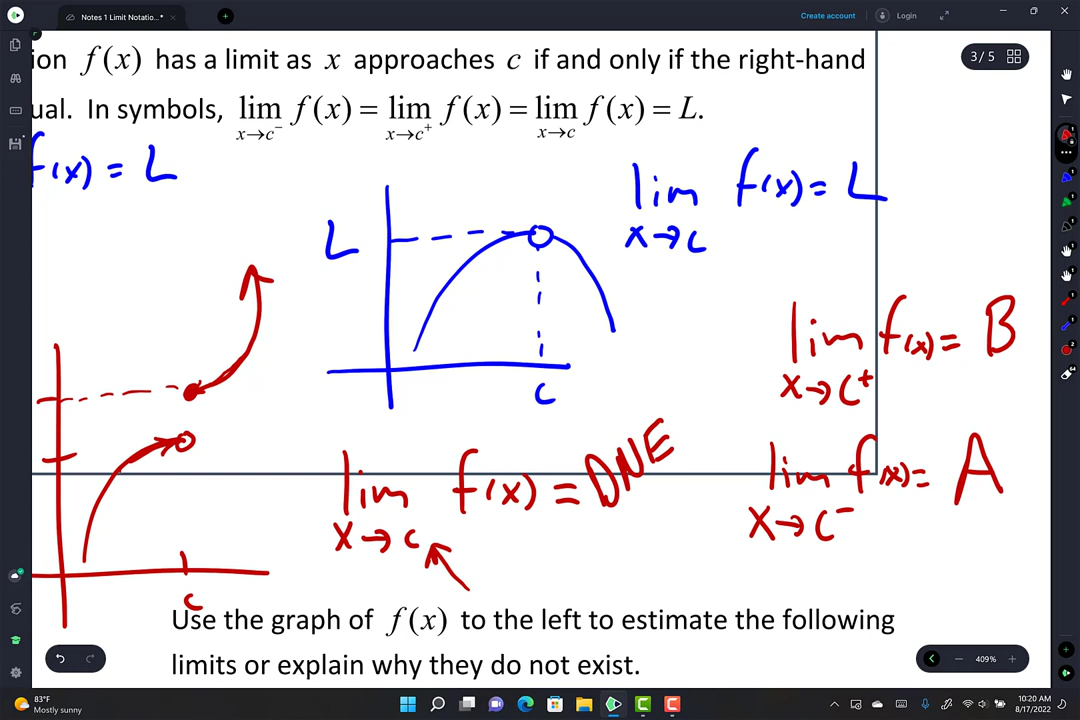 Notes 1 Limit Notatio...*
Create account
Login
ion f(x) has a limit as x approaches c if and only if the right-hand
3 / 5
ual. In symbols, lim x→c⁻ f(x) = lim x→c⁺ f(x) = lim x→c f(x) = L.
f(x) = L
lim x→c f(x) = L
L
c
lim x→c⁺ f(x) = B
lim x→c f(x) = DNE
lim x→c⁻ f(x) = A
c
Use the graph of f(x) to the left to estimate the following
limits or explain why they do not exist.
409%
83°F
Mostly sunny
10:20 AM
8/17/2022